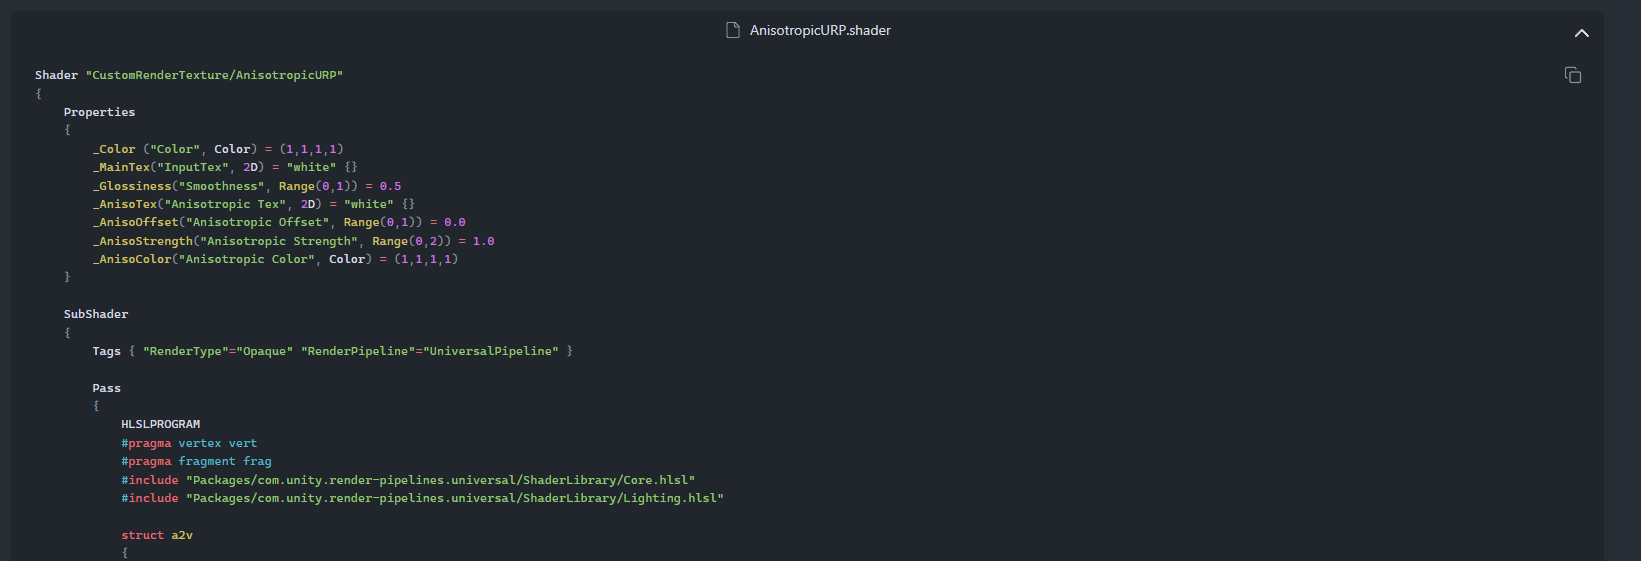 AnisotropicURP.shader
Shader "CustomRenderTexture/AnisotropicURP"
{
    Properties
    {
        _Color ("Color", Color) = (1,1,1,1)
        _MainTex("InputTex", 2D) = "white" {}
        _Glossiness("Smoothness", Range(0,1)) = 0.5
        _AnisoTex("Anisotropic Tex", 2D) = "white" {}
        _AnisoOffset("Anisotropic Offset", Range(0,1)) = 0.0
        _AnisoStrength("Anisotropic Strength", Range(0,2)) = 1.0
        _AnisoColor("Anisotropic Color", Color) = (1,1,1,1)
    }
    SubShader
    {
        Tags { "RenderType"="Opaque" "RenderPipeline"="UniversalPipeline" }
        Pass
        {
            HLSLPROGRAM
            #pragma vertex vert
            #pragma fragment frag
            #include "Packages/com.unity.render-pipelines.universal/ShaderLibrary/Core.hlsl"
            #include "Packages/com.unity.render-pipelines.universal/ShaderLibrary/Lighting.hlsl"
            struct a2v
            {